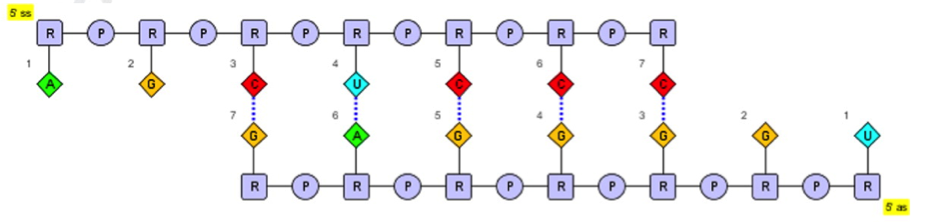 5' ss
R P R P R P R P R P R P R
1 2 3 4 5 6 7
A G C U C C C
7 6 5 4 3 2 1
G A G G G G U
R P R P R P R P R P R P R
5' as